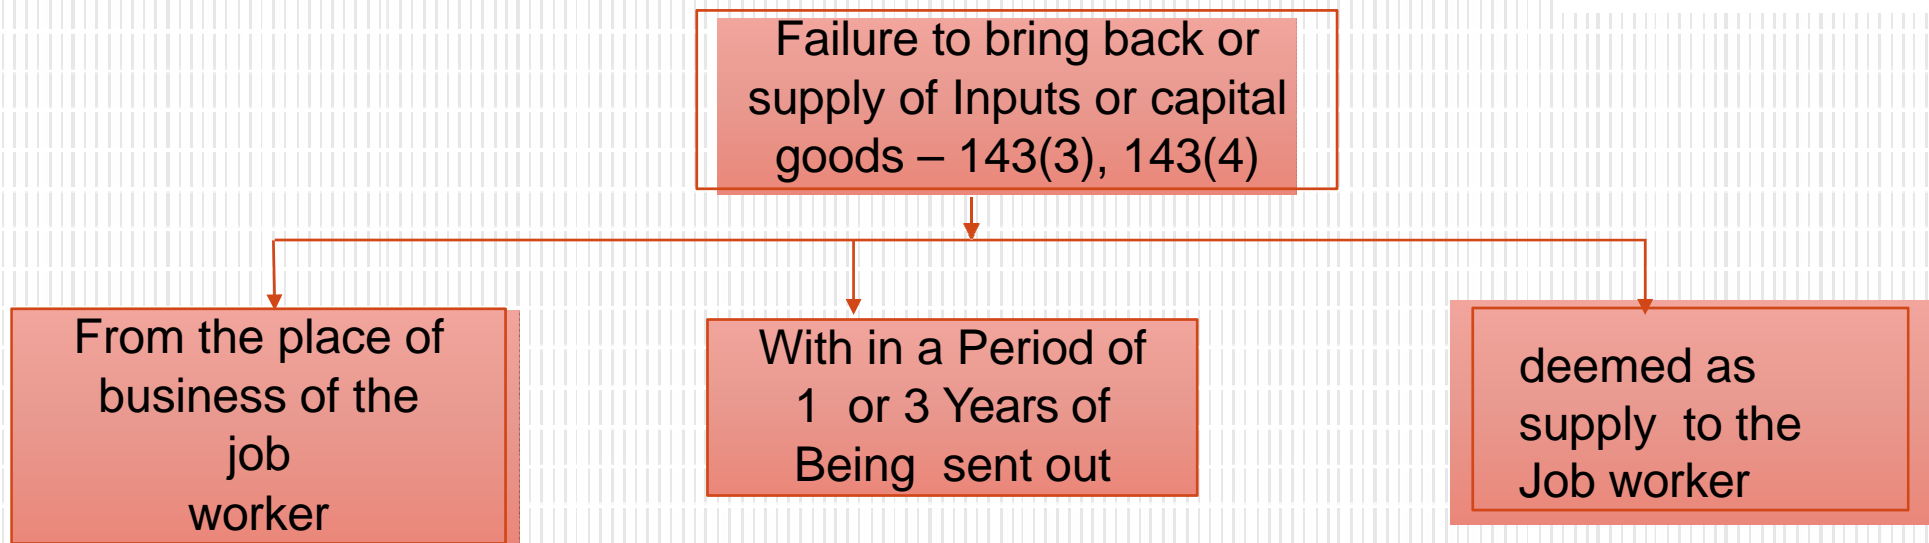 Failure to bring back or
supply of Inputs or capital
goods – 143(3), 143(4)
From the place of
business of the
job
worker
With in a Period of
1 or 3 Years of
Being sent out
deemed as
supply to the
Job worker